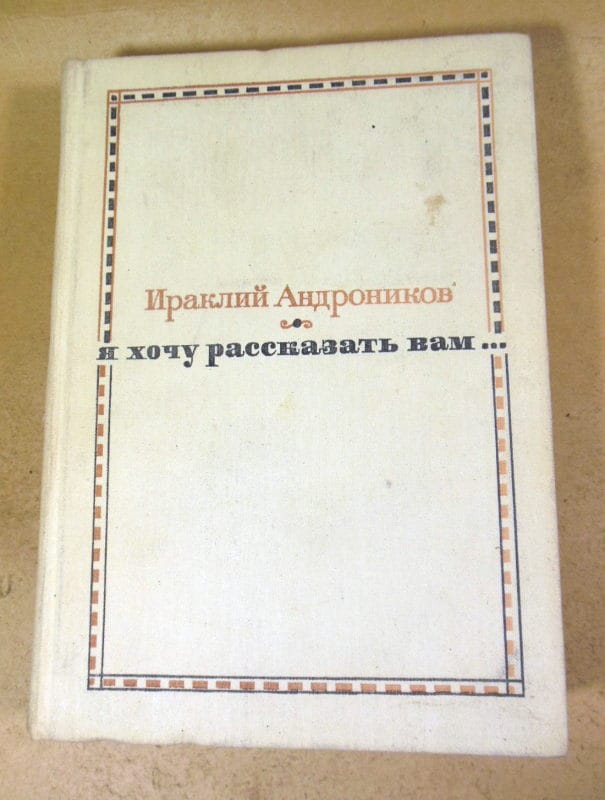 Ираклий Андроников
я хочу рассказать вам...